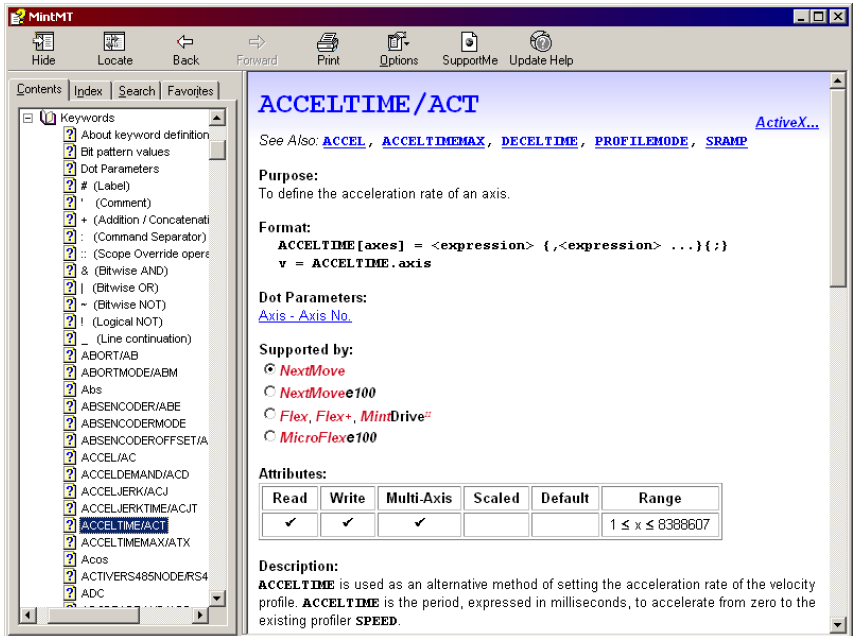 MintMT
Hide Locate Back Forward Print Options SupportMe Update Help
Contents Index Search Favorites
Keywords
About keyword definition
Bit pattern values
Dot Parameters
# (Label)
' (Comment)
+ (Addition / Concatenati
: (Command Separator)
:: (Scope Override opera
& (Bitwise AND)
| (Bitwise OR)
~ (Bitwise NOT)
! (Logical NOT)
_ (Line continuation)
ABORT/AB
ABORTMODE/ABM
Abs
ABSENCODER/ABE
ABSENCODERMODE
ABSENCODEROFFSET/A
ACCEL/AC
ACCELDEMAND/ACD
ACCELJERK/ACJ
ACCELJERKTIME/ACJT
ACCELTIME/ACT
ACCELTIMEMAX/ATX
Acos
ACTIVERS485NODE/RS4
ADC
ACCELTIME/ACT
ActiveX...
See Also: ACCEL, ACCELTIMEMAX, DECELTIME, PROFILEMODE, SRAMP
Purpose:
To define the acceleration rate of an axis.
Format:
ACCELTIME[axes] = <expression> {,<expression> ...}{;}
v = ACCELTIME.axis
Dot Parameters:
Axis - Axis No.
Supported by:
NextMove
NextMovee100
Flex, Flex+, MintDrive²²
MicroFlexe100
Attributes:
Read Write Multi-Axis Scaled Default Range
✓ ✓ ✓ 1 ≤ x ≤ 8388607
Description:
ACCELTIME is used as an alternative method of setting the acceleration rate of the velocity
profile. ACCELTIME is the period, expressed in milliseconds, to accelerate from zero to the
existing profiler SPEED.